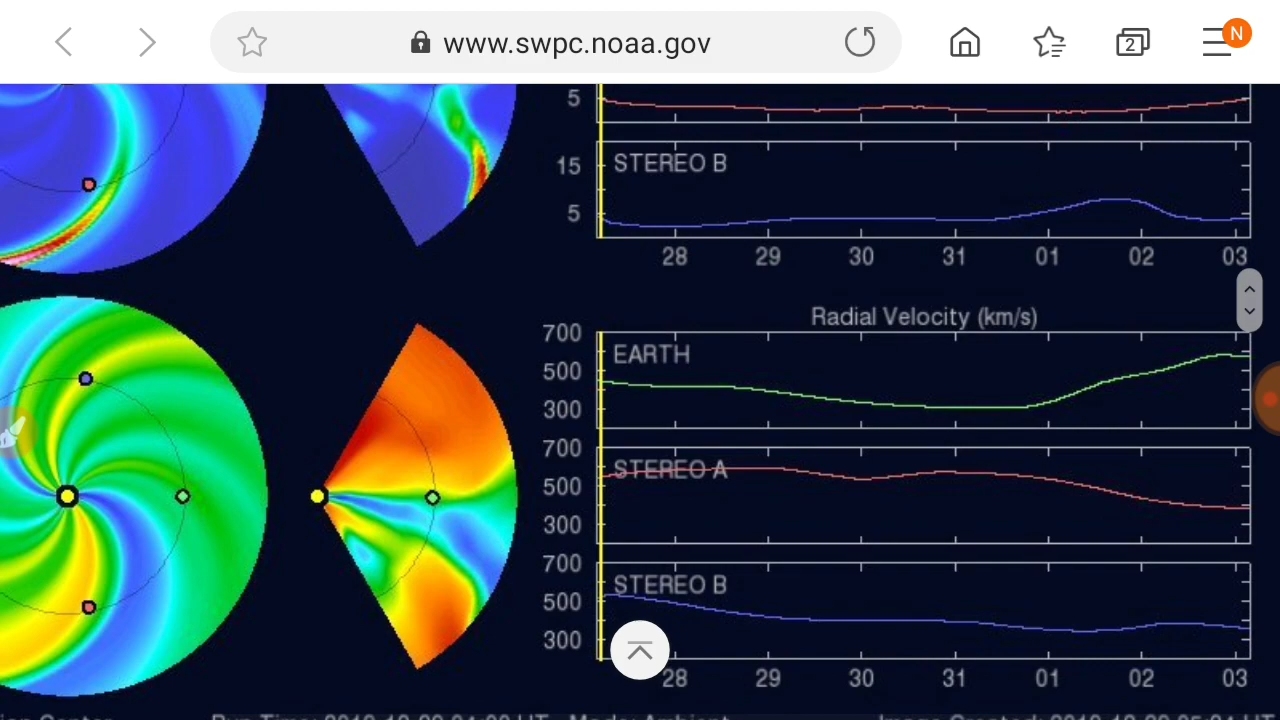 www.swpc.noaa.gov
2
N
5
STEREO B
15
5
28 29 30 31 01 02 03
Radial Velocity (km/s)
700
EARTH
500
300
700
STEREO A
500
300
700
STEREO B
500
300
28 29 30 31 01 02 03